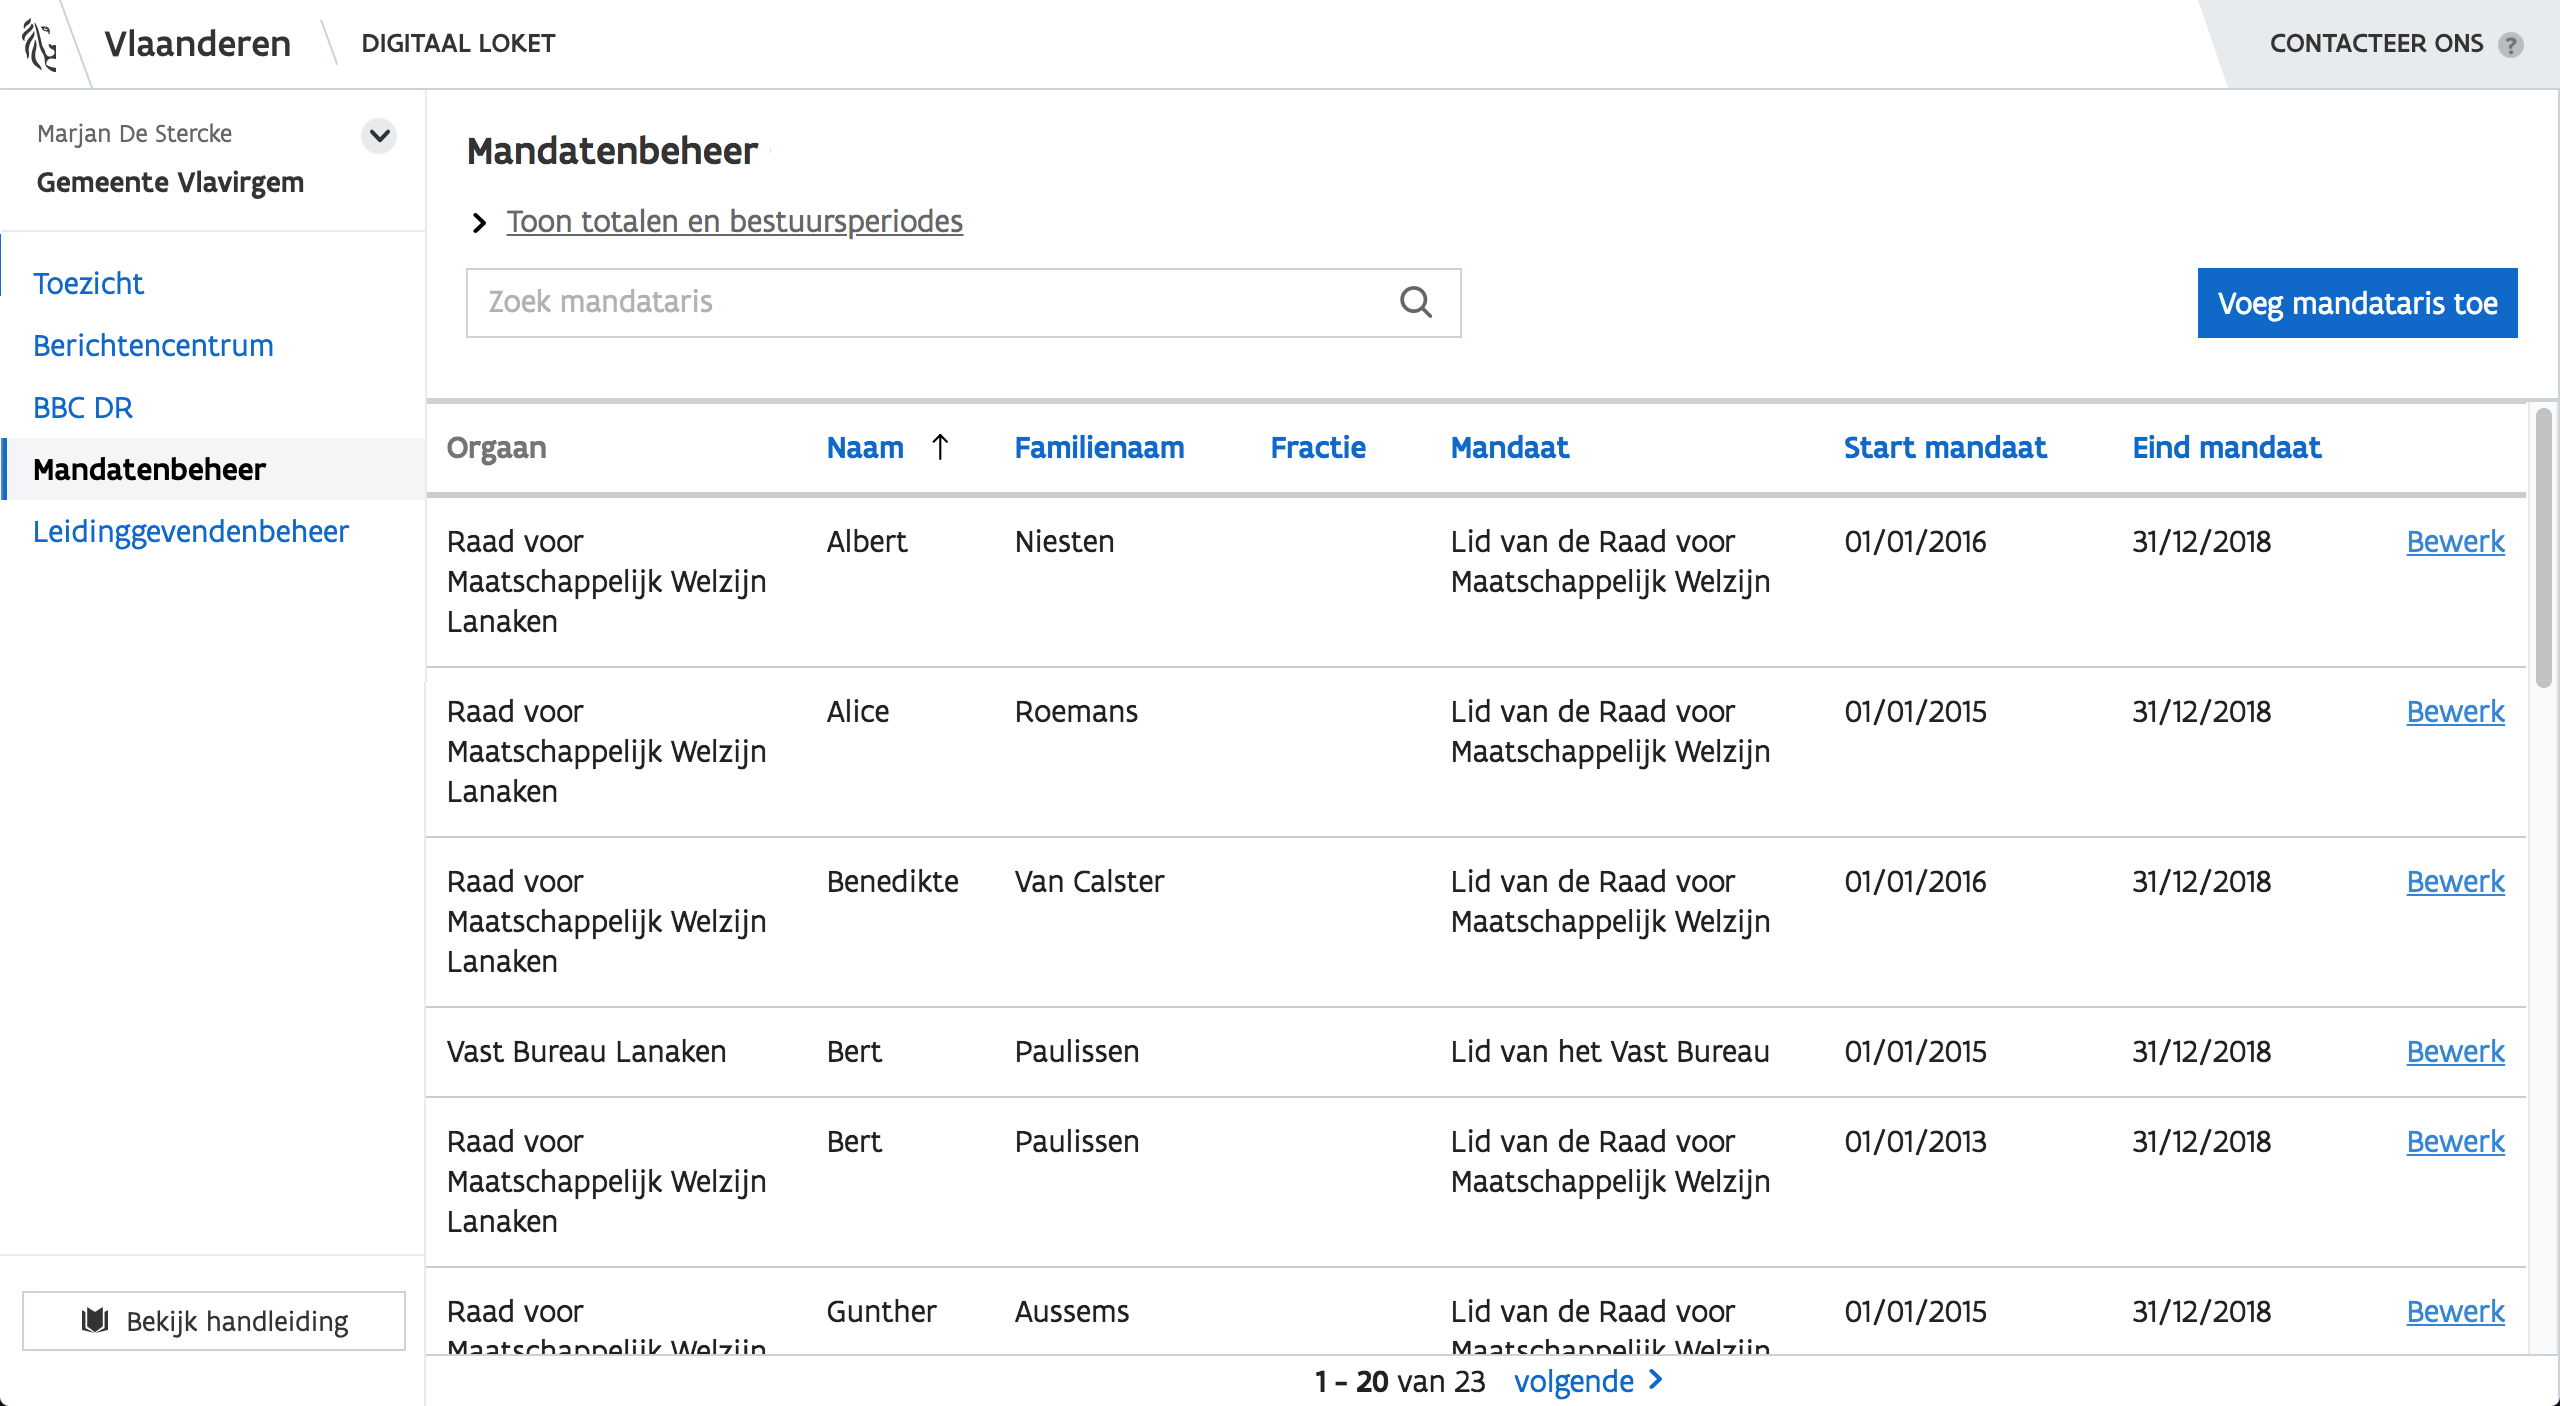 Vlaanderen
DIGITAAL LOKET
CONTACTEER ONS ?
Marjan De Stercke
Gemeente Vlavirgem
Toezicht
Berichtencentrum
BBC DR
Mandatenbeheer
Leidinggevendenbeheer
Bekijk handleiding
Mandatenbeheer
Toon totalen en bestuursperiodes
Zoek mandataris
Voeg mandataris toe
Orgaan Naam ↑ Familienaam Fractie Mandaat Start mandaat Eind mandaat
Raad voor Albert Niesten Lid van de Raad voor 01/01/2016 31/12/2018 Bewerk
Maatschappelijk Welzijn Maatschappelijk Welzijn
Lanaken
Raad voor Alice Roemans Lid van de Raad voor 01/01/2015 31/12/2018 Bewerk
Maatschappelijk Welzijn Maatschappelijk Welzijn
Lanaken
Raad voor Benedikte Van Calster Lid van de Raad voor 01/01/2016 31/12/2018 Bewerk
Maatschappelijk Welzijn Maatschappelijk Welzijn
Lanaken
Vast Bureau Lanaken Bert Paulissen Lid van het Vast Bureau 01/01/2015 31/12/2018 Bewerk
Raad voor Bert Paulissen Lid van de Raad voor 01/01/2013 31/12/2018 Bewerk
Maatschappelijk Welzijn Maatschappelijk Welzijn
Lanaken
Raad voor Gunther Aussems Lid van de Raad voor 01/01/2015 31/12/2018 Bewerk
Maatschappelijk Welzijn Maatschappelijk Welzijn
1 - 20 van 23 volgende